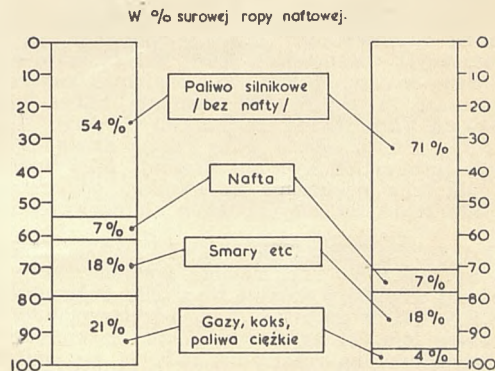 W % surowej ropy naftowej.
0 0
10 10
20 20
30 30
40 40
50 50
60 60
70 70
80 80
90 90
100 100
54 %
7 %
18 %
21 %
Paliwo silnikowe
/ bez nafty /
Nafta
Smary etc
Gazy, koks,
paliwa ciężkie
71 %
7 %
18 %
4 %